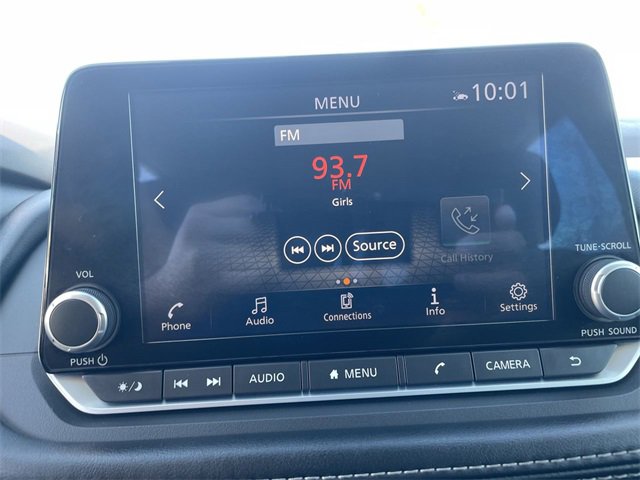 MENU
10:01
FM
93.7
FM
Girls
Source
Call History
Phone
Audio
Connections
Info
Settings
VOL
PUSH
TUNE-SCROLL
PUSH SOUND
AUDIO
MENU
CAMERA